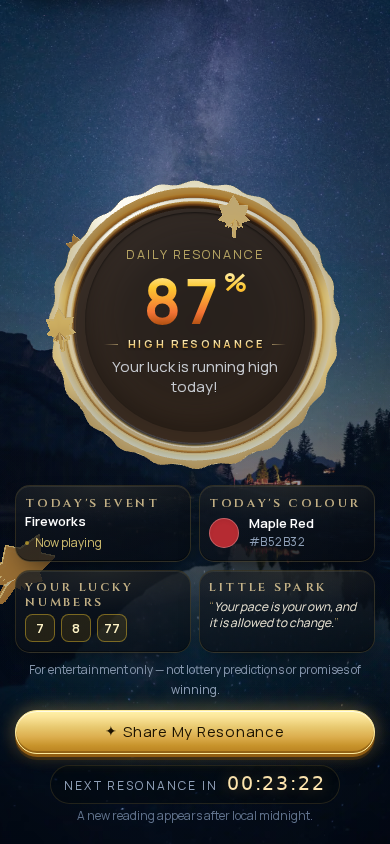 DAILY RESONANCE
87%
HIGH RESONANCE
Your luck is running high
today!
TODAY'S EVENT
Fireworks
Now playing
TODAY'S COLOUR
Maple Red
#B52B32
YOUR LUCKY
NUMBERS
7 8 77
LITTLE SPARK
"Your pace is your own, and
it is allowed to change."
For entertainment only — not lottery predictions or promises of
winning.
✦ Share My Resonance
NEXT RESONANCE IN 00:23:22
A new reading appears after local midnight.